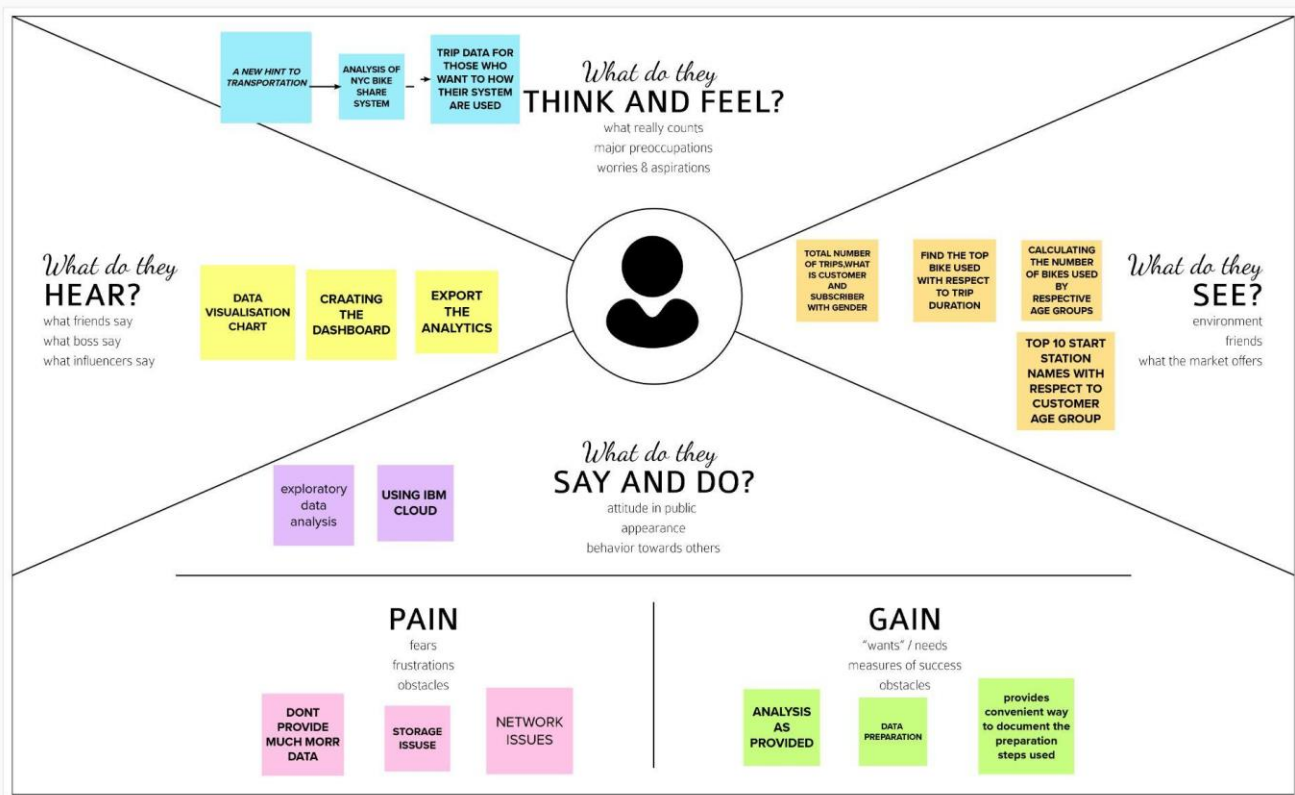 A NEW HINT TO
TRANSPORTATION
ANALYSIS OF
NYC BIKE
SHARE
SYSTEM
TRIP DATA FOR
THOSE WHO
WANT TO HOW
THEIR SYSTEM
ARE USED
What do they
THINK AND FEEL?
what really counts
major preoccupations
worries & aspirations
What do they
HEAR?
what friends say
what boss say
what influencers say
DATA
VISUALISATION
CHART
CRAATING
THE
DASHBOARD
EXPORT
THE
ANALYTICS
TOTAL NUMBER
OF TRIPS,WHAT
IS CUSTOMER
AND
SUBSCRIBER
WITH GENDER
FIND THE TOP
BIKE USED
WITH RESPECT
TO TRIP
DURATION
CALCULATING
THE NUMBER
OF BIKES USED
BY
RESPECTIVE
AGE GROUPS
TOP 10 START
STATION
NAMES WITH
RESPECT TO
CUSTOMER
AGE GROUP
What do they
SEE?
environment
friends
what the market offers
What do they
SAY AND DO?
attitude in public
appearance
behavior towards others
exploratory
data
analysis
USING IBM
CLOUD
PAIN
fears
frustrations
obstacles
DONT
PROVIDE
MUCH MORR
DATA
STORAGE
ISSUSE
NETWORK
ISSUES
GAIN
"wants" / needs
measures of success
obstacles
ANALYSIS
AS
PROVIDED
DATA
PREPARATION
provides
convenient way
to document the
preparation
steps used